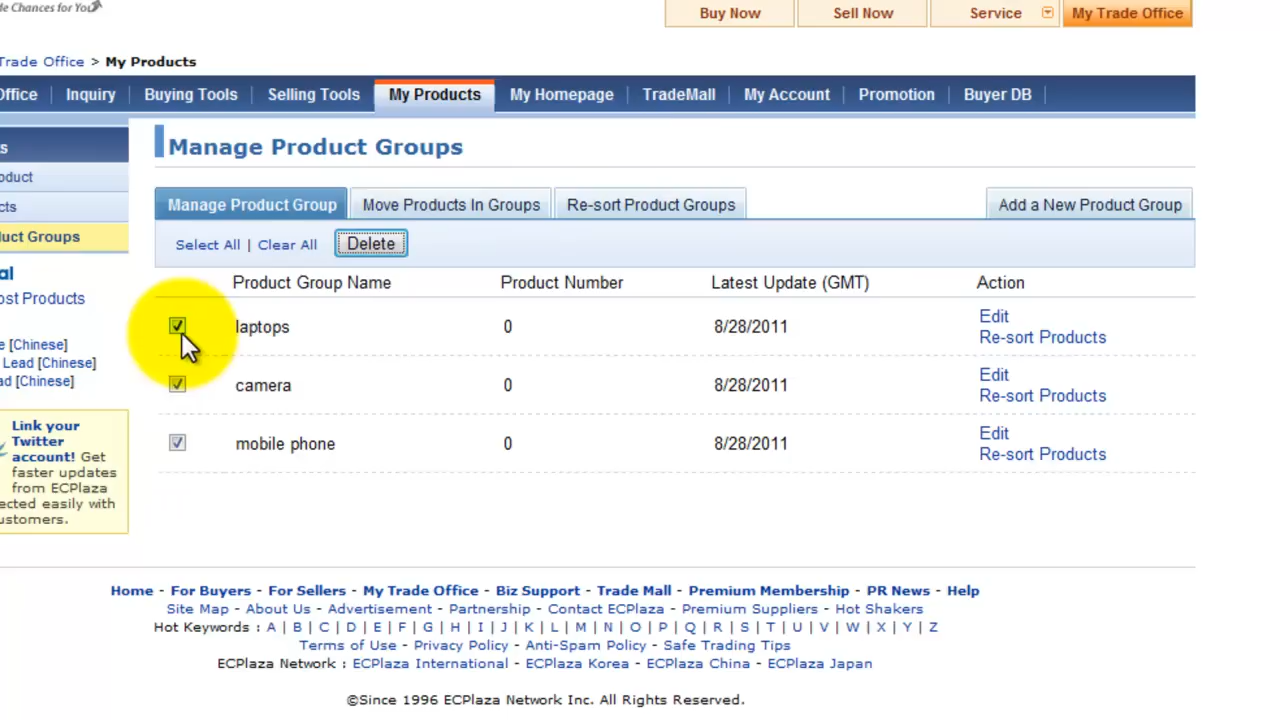 de Chances for You
Buy Now Sell Now Service My Trade Office
Trade Office > My Products
Office Inquiry Buying Tools Selling Tools My Products My Homepage TradeMall My Account Promotion Buyer DB
s
Manage Product Groups
oduct
cts
uct Groups
Manage Product Group Move Products In Groups Re-sort Product Groups Add a New Product Group
Select All | Clear All Delete
al
ost Products
e [Chinese]
Lead [Chinese]
ad [Chinese]
Product Group Name Product Number Latest Update (GMT) Action
laptops 0 8/28/2011 Edit
Re-sort Products
camera 0 8/28/2011 Edit
Re-sort Products
mobile phone 0 8/28/2011 Edit
Re-sort Products
Link your
Twitter
account! Get
faster updates
from ECPlaza
ected easily with
ustomers.
Home - For Buyers - For Sellers - My Trade Office - Biz Support - Trade Mall - Premium Membership - PR News - Help
Site Map - About Us - Advertisement - Partnership - Contact ECPlaza - Premium Suppliers - Hot Shakers
Hot Keywords : A | B | C | D | E | F | G | H | I | J | K | L | M | N | O | P | Q | R | S | T | U | V | W | X | Y | Z
Terms of Use - Privacy Policy - Anti-Spam Policy - Safe Trading Tips
ECPlaza Network : ECPlaza International - ECPlaza Korea - ECPlaza China - ECPlaza Japan
©Since 1996 ECPlaza Network Inc. All Rights Reserved.